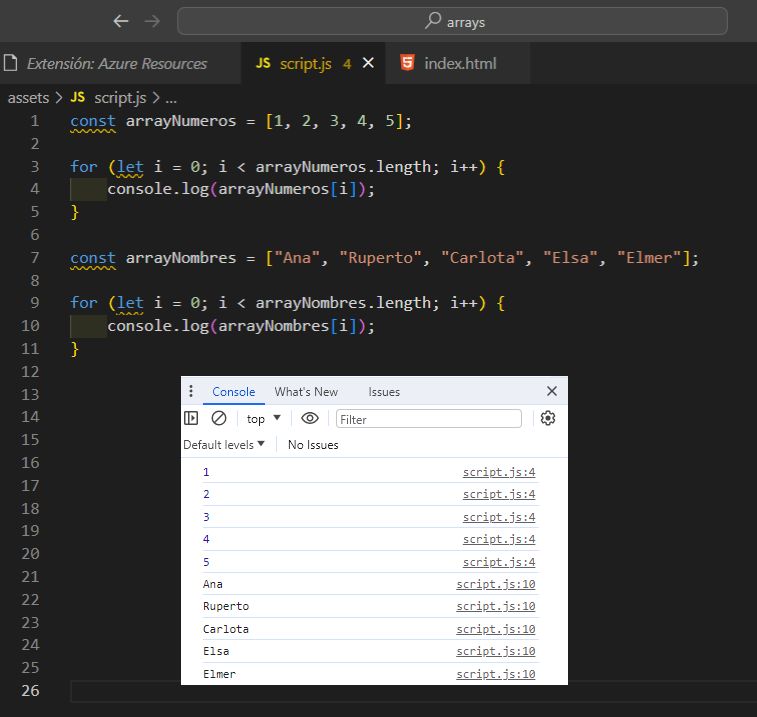 arrays
Extensión: Azure Resources JS script.js 4 index.html
assets > JS script.js > ...
1 const arrayNumeros = [1, 2, 3, 4, 5];
2
3 for (let i = 0; i < arrayNumeros.length; i++) {
4 console.log(arrayNumeros[i]);
5 }
6
7 const arrayNombres = ["Ana", "Ruperto", "Carlota", "Elsa", "Elmer"];
8
9 for (let i = 0; i < arrayNombres.length; i++) {
10 console.log(arrayNombres[i]);
11 }
12
13
14
15
16
17
18
19
20
21
22
23
24
25
26
Console What's New Issues
top Filter
Default levels No Issues
1 script.js:4
2 script.js:4
3 script.js:4
4 script.js:4
5 script.js:4
Ana script.js:10
Ruperto script.js:10
Carlota script.js:10
Elsa script.js:10
Elmer script.js:10